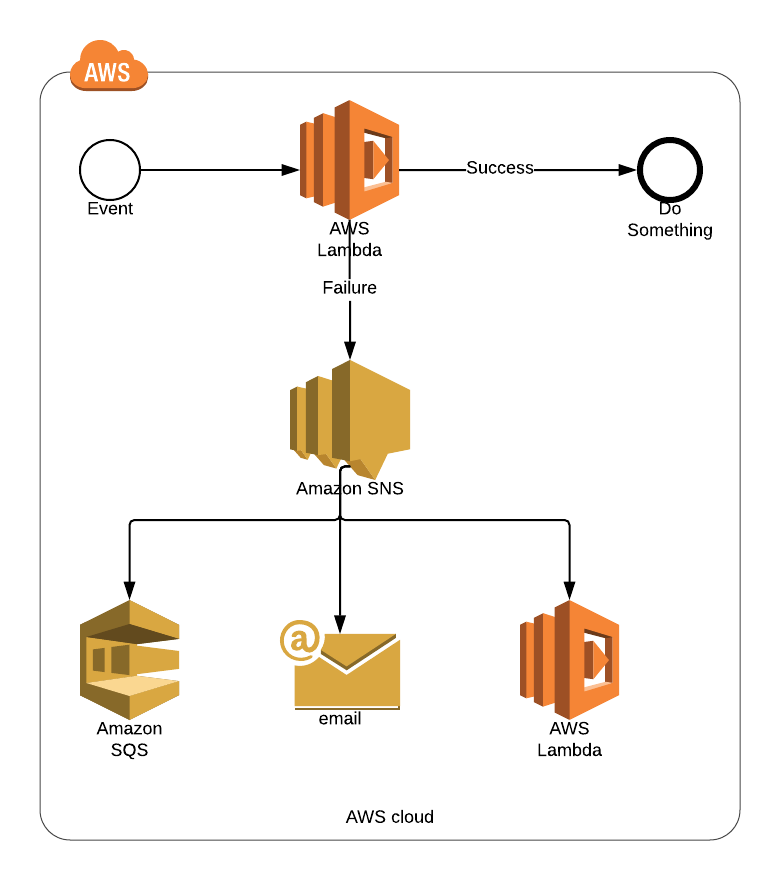 AWS
Event
AWS
Lambda
Success
Do
Something
Failure
Amazon SNS
@
Amazon
SQS
email
AWS
Lambda
AWS cloud